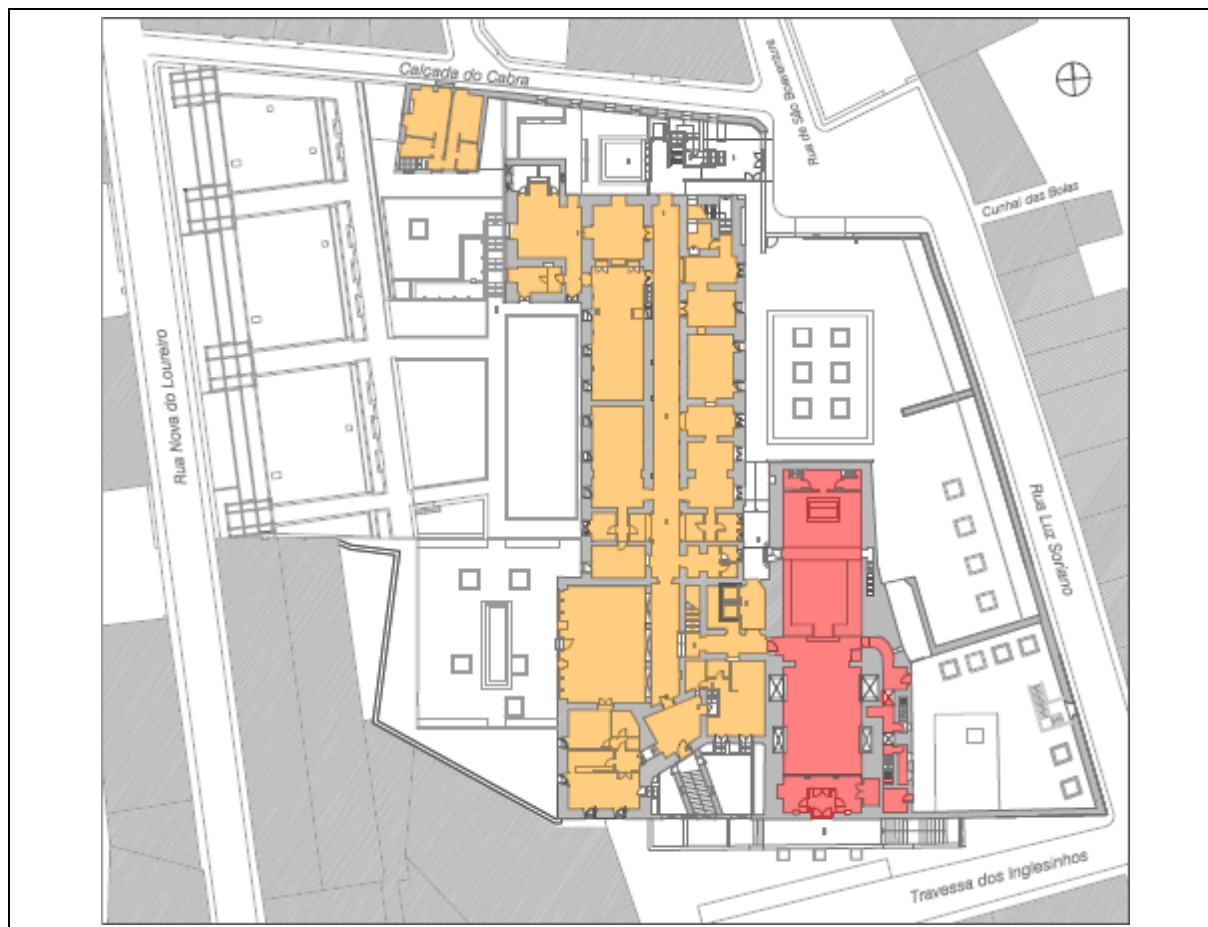 Calçada do Cabra
Rua de São Boaventura
Cunhal das Bolas
Rua Nova do Loureiro
Rua Luz Soriano
Travessa dos Inglesinhos